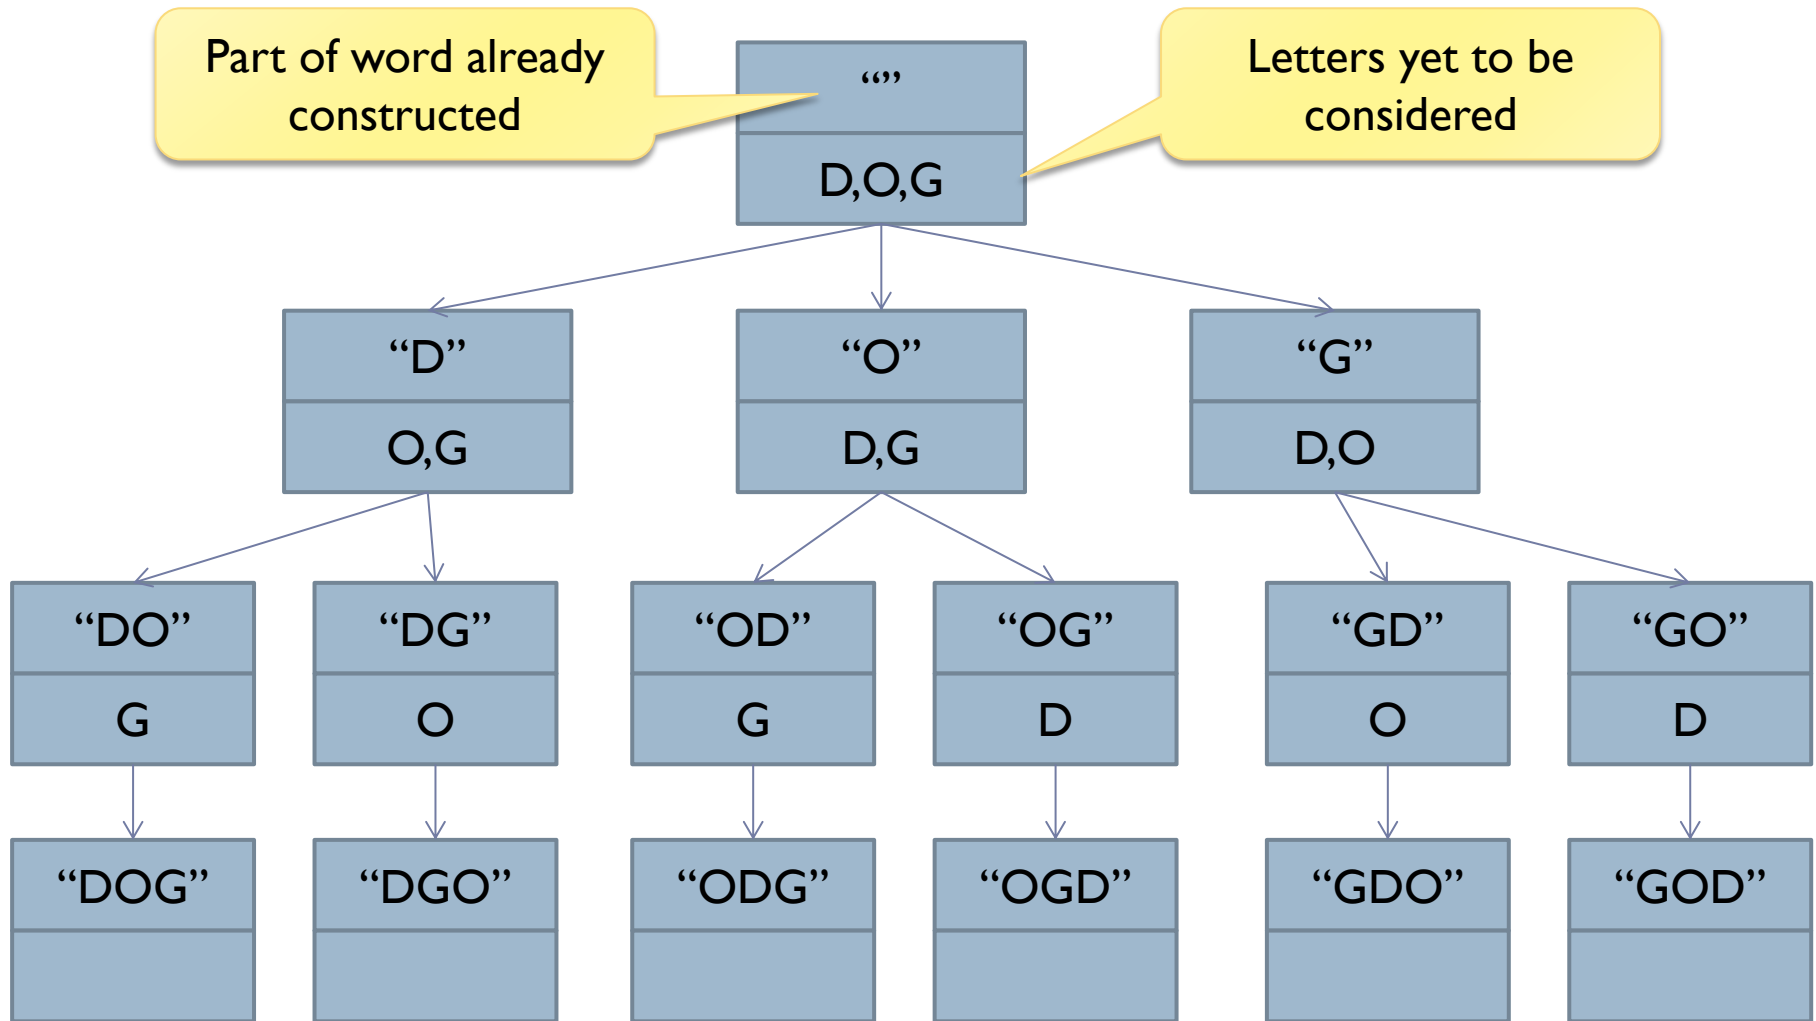 Part of word already
constructed
“”
D,O,G
Letters yet to be
considered
“D”
O,G
“O”
D,G
“G”
D,O
“DO”
G
“DG”
O
“OD”
G
“OG”
D
“GD”
O
“GO”
D
“DOG”
“DGO”
“ODG”
“OGD”
“GDO”
“GOD”